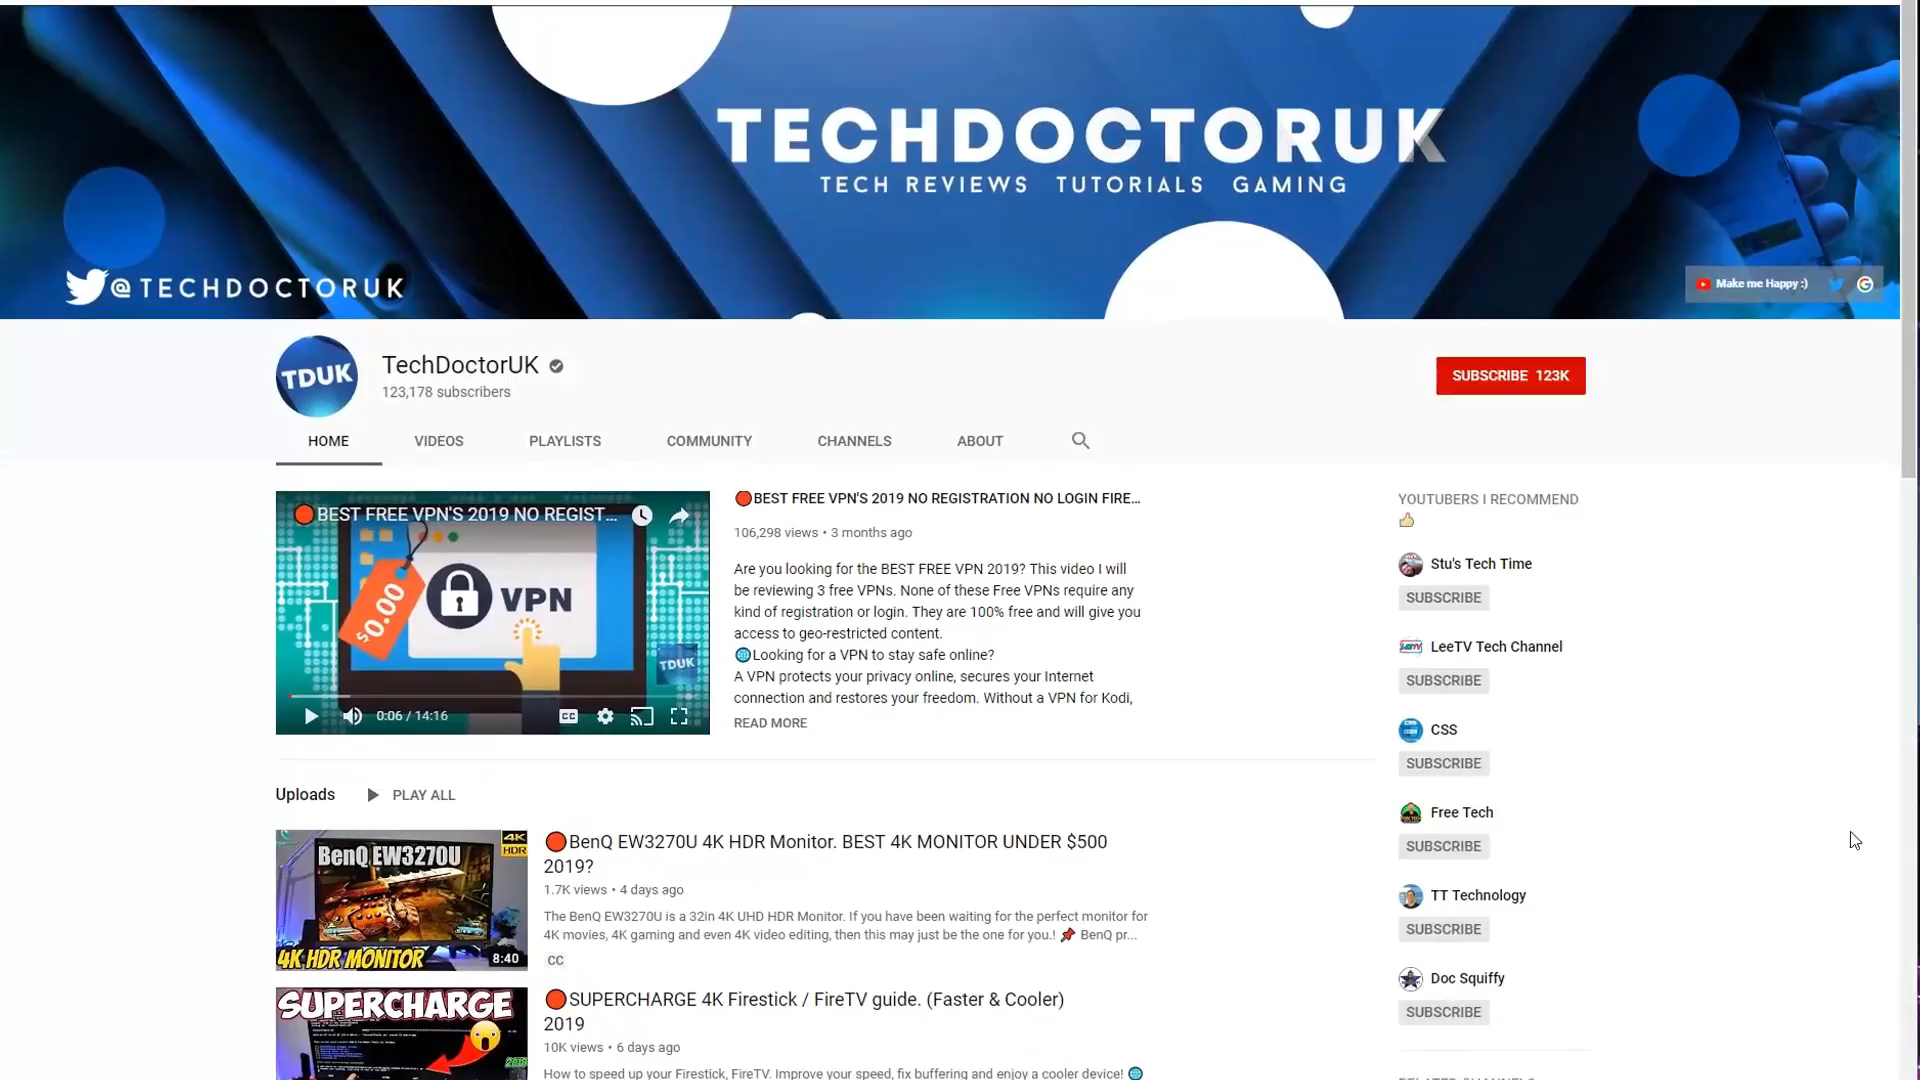 TECHDOCTORUK
TECH REVIEWS TUTORIALS GAMING
@TECHDOCTORUK
Make me Happy :)
TDUK
TechDoctorUK
123,178 subscribers
SUBSCRIBE 123K
HOME VIDEOS PLAYLISTS COMMUNITY CHANNELS ABOUT
BEST FREE VPN'S 2019 NO REGIST...
$0.00
VPN
TDUK
0:06 / 14:16
CC
BEST FREE VPN'S 2019 NO REGISTRATION NO LOGIN FIRE...
106,298 views • 3 months ago
Are you looking for the BEST FREE VPN 2019? This video I will
be reviewing 3 free VPNs. None of these Free VPNs require any
kind of registration or login. They are 100% free and will give you
access to geo-restricted content.
Looking for a VPN to stay safe online?
A VPN protects your privacy online, secures your Internet
connection and restores your freedom. Without a VPN for Kodi,
READ MORE
YOUTUBERS I RECOMMEND
Stu's Tech Time
SUBSCRIBE
LeeTV Tech Channel
SUBSCRIBE
CSS
SUBSCRIBE
Free Tech
SUBSCRIBE
TT Technology
SUBSCRIBE
Doc Squiffy
SUBSCRIBE
Uploads PLAY ALL
BenQ EW3270U
4K
HDR
4K HDR MONITOR
8:40
BenQ EW3270U 4K HDR Monitor. BEST 4K MONITOR UNDER $500
2019?
1.7K views • 4 days ago
The BenQ EW3270U is a 32in 4K UHD HDR Monitor. If you have been waiting for the perfect monitor for
4K movies, 4K gaming and even 4K video editing, then this may just be the one for you.! BenQ pr...
CC
SUPERCHARGE
2019
SUPERCHARGE 4K Firestick / FireTV guide. (Faster & Cooler)
2019
10K views • 6 days ago
How to speed up your Firestick, FireTV. Improve your speed, fix buffering and enjoy a cooler device!
RELATED CHANNELS